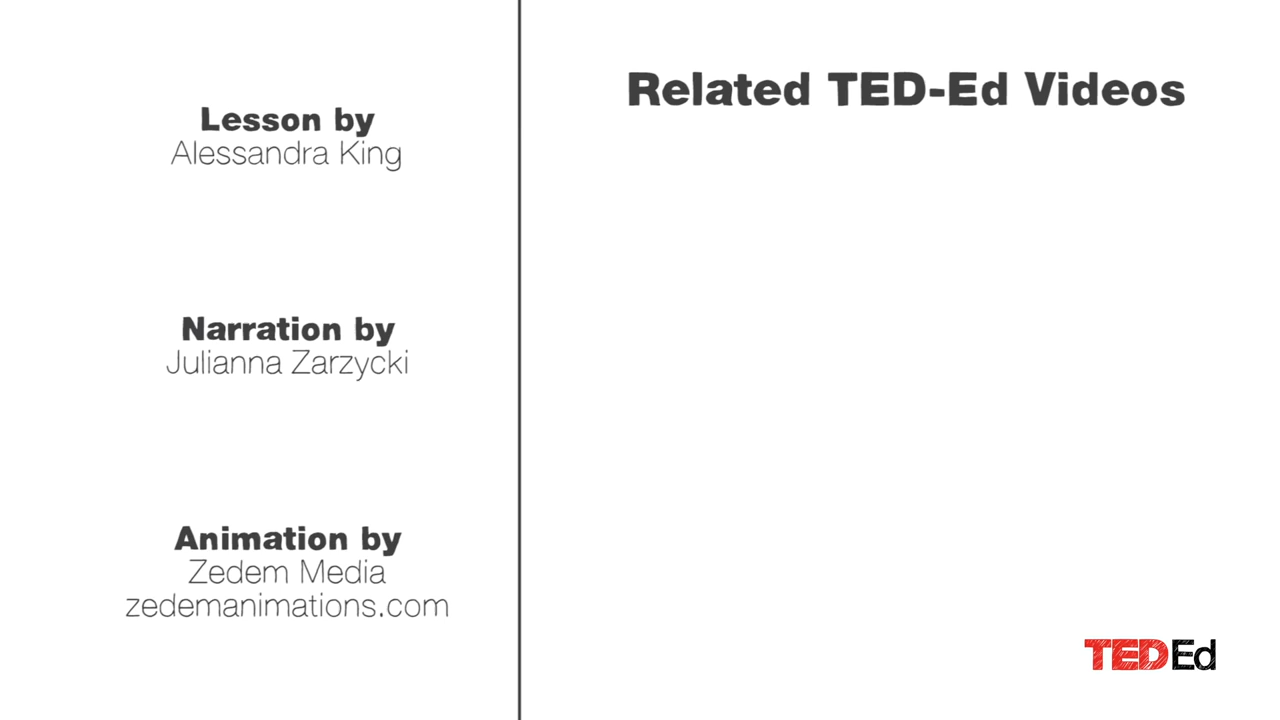 Lesson by
Alessandra King
Narration by
Julianna Zarzycki
Animation by
Zedem Media
zedemanimations.com
Related TED-Ed Videos
TEDEd